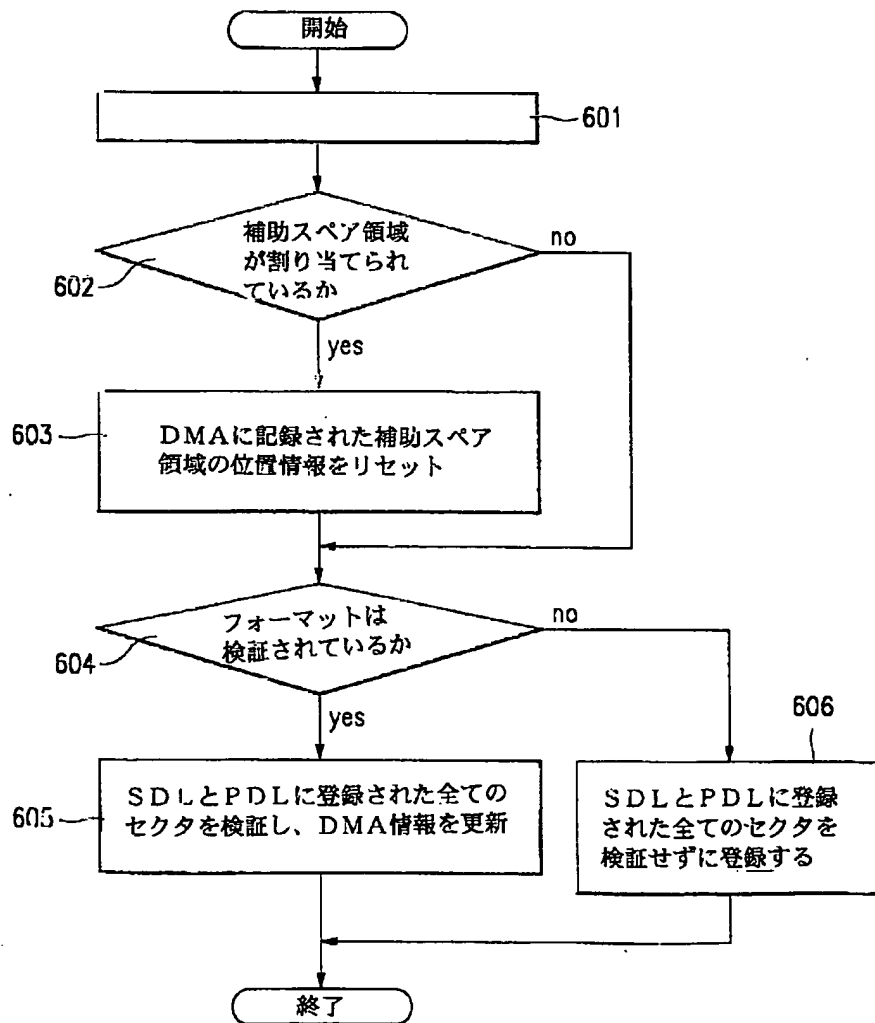 開始
601
補助スペア領域
が割り当てられ
ているか
no
602
yes
603
DMAに記録された補助スペア
領域の位置情報をリセット
フォーマットは
検証されているか
no
604
yes
606
SDLとPDLに登録された全ての
セクタを検証し、DMA情報を更新
605
SDLとPDLに登録
された全てのセクタを
検証せずに登録する
終了